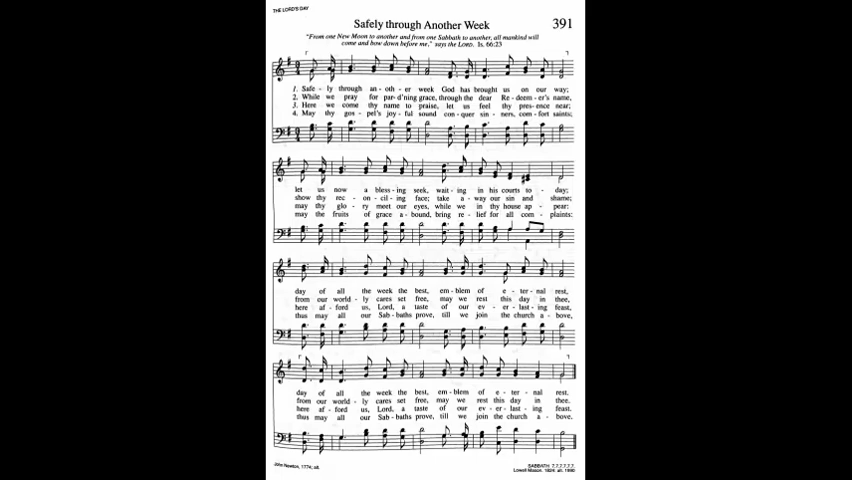 THE LORD'S DAY
Safely through Another Week 391
"From one New Moon to another and from one Sabbath to another, all mankind will
come and bow down before me," says the LORD. Is. 66:23
1. Safe - ly through an - oth - er week God has brought us on our way;
2. While we pray for par - d'ning grace, through the dear Re - deem - er's name,
3. Here we come thy name to praise, let us feel thy pres - ence near;
4. May thy gos - pel's joy - ful sound con - quer sin - ners, com - fort saints;
let us now a bless - ing seek, wait - ing in his courts to - day;
show thy rec - on - cil - ing face; take a - way our sin and shame;
may thy glo - ry meet our eyes, while we in thy house ap - pear:
may the fruits of grace a - bound, bring re - lief for all com - plaints:
day of all the week the best, em - blem of e - ter - nal rest,
from our world - ly cares set free, may we rest this day in thee,
here af - ford us, Lord, a taste of our ev - er - last - ing feast,
thus may all our Sab - baths prove, till we join the church a - bove,
day of all the week the best, em - blem of e - ter - nal rest.
from our world - ly cares set free, may we rest this day in thee.
here af - ford us, Lord, a taste of our ev - er - last - ing feast.
thus may all our Sab - baths prove, till we join the church a - bove.
John Newton, 1774; alt.
SABBATH 7.7.7.7.7.7.
Lowell Mason, 1824; alt. 1990